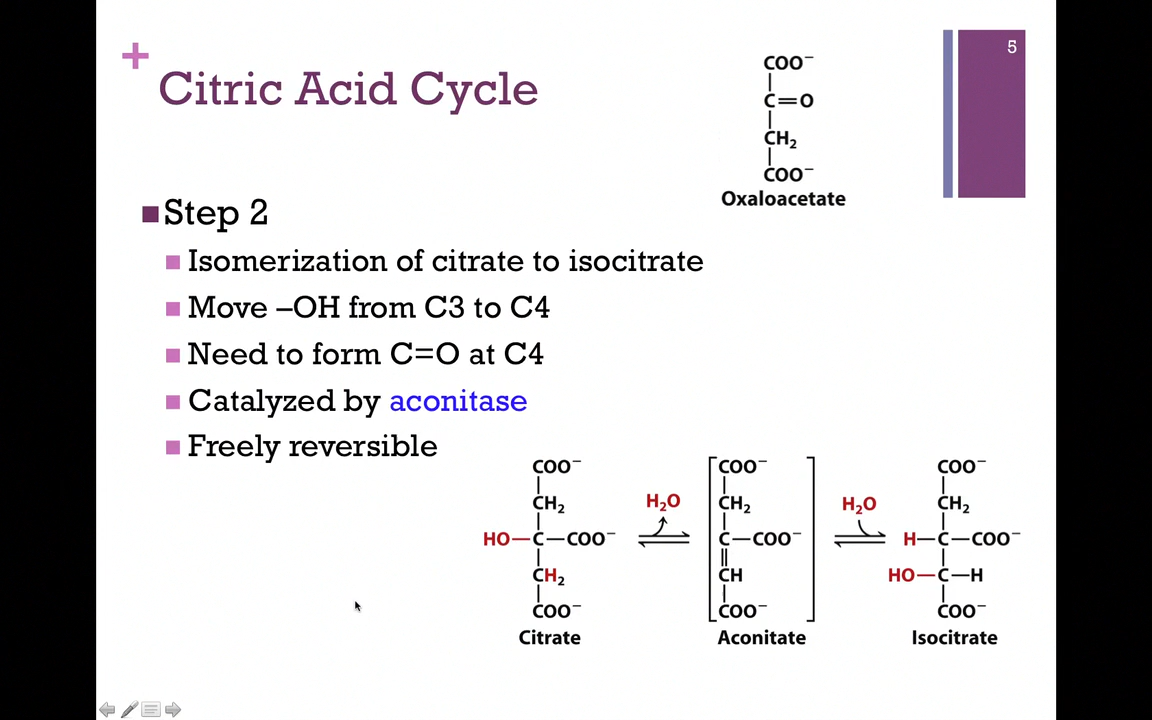 +
Citric Acid Cycle
5
COO⁻
C=O
CH₂
COO⁻
Oxaloacetate
Step 2
Isomerization of citrate to isocitrate
Move –OH from C3 to C4
Need to form C=O at C4
Catalyzed by aconitase
Freely reversible
COO⁻
CH₂
HO—C—COO⁻
CH₂
COO⁻
Citrate
H₂O
COO⁻
CH₂
C—COO⁻
CH
COO⁻
Aconitate
H₂O
COO⁻
CH₂
H—C—COO⁻
HO—C—H
COO⁻
Isocitrate